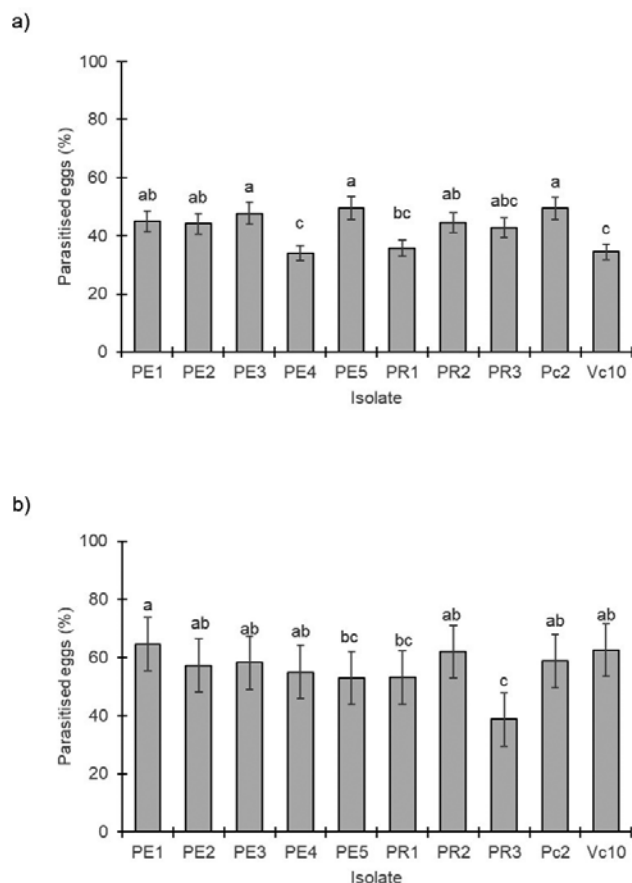 a)
100
80
60
40
20
0
Parasitised eggs (%)
ab ab a c a bc ab abc a c
PE1 PE2 PE3 PE4 PE5 PR1 PR2 PR3 Pc2 Vc10
Isolate
b)
100
80
60
40
20
0
Parasitised eggs (%)
a ab ab ab bc bc ab c ab ab
PE1 PE2 PE3 PE4 PE5 PR1 PR2 PR3 Pc2 Vc10
Isolate